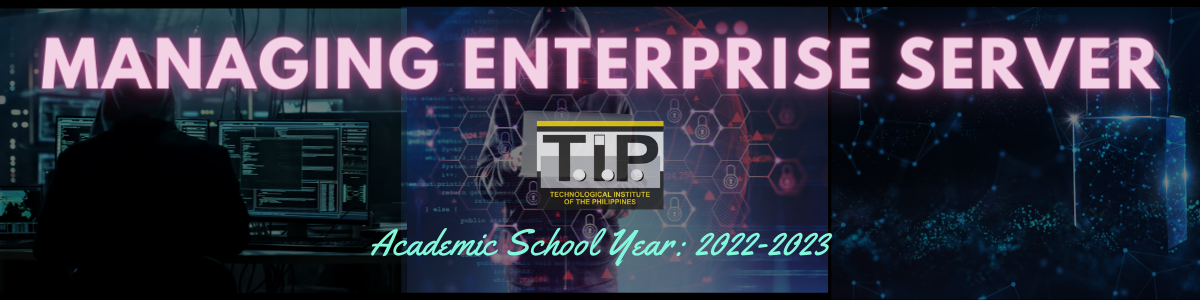 MANAGING ENTERPRISE SERVER
T.I.P
TECHNOLOGICAL INSTITUTE
OF THE PHILIPPINES
Academic School Year: 2022-2023